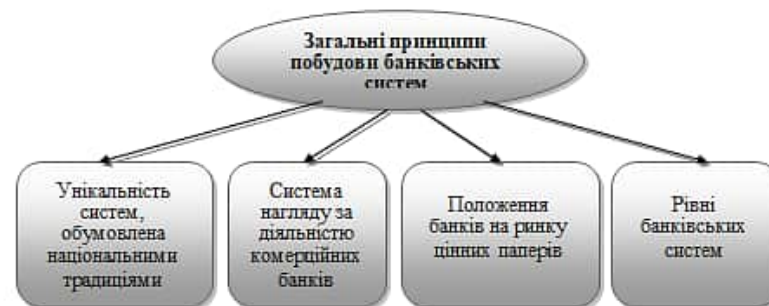 Загальні принципи
побудови банківських
систем
Унікальність
систем,
обумовлена
національними
традиціями
Система
нагляду за
діяльністю
комерційних
банків
Положення
банків на ринку
цінних паперів
Рівні
банківських
систем